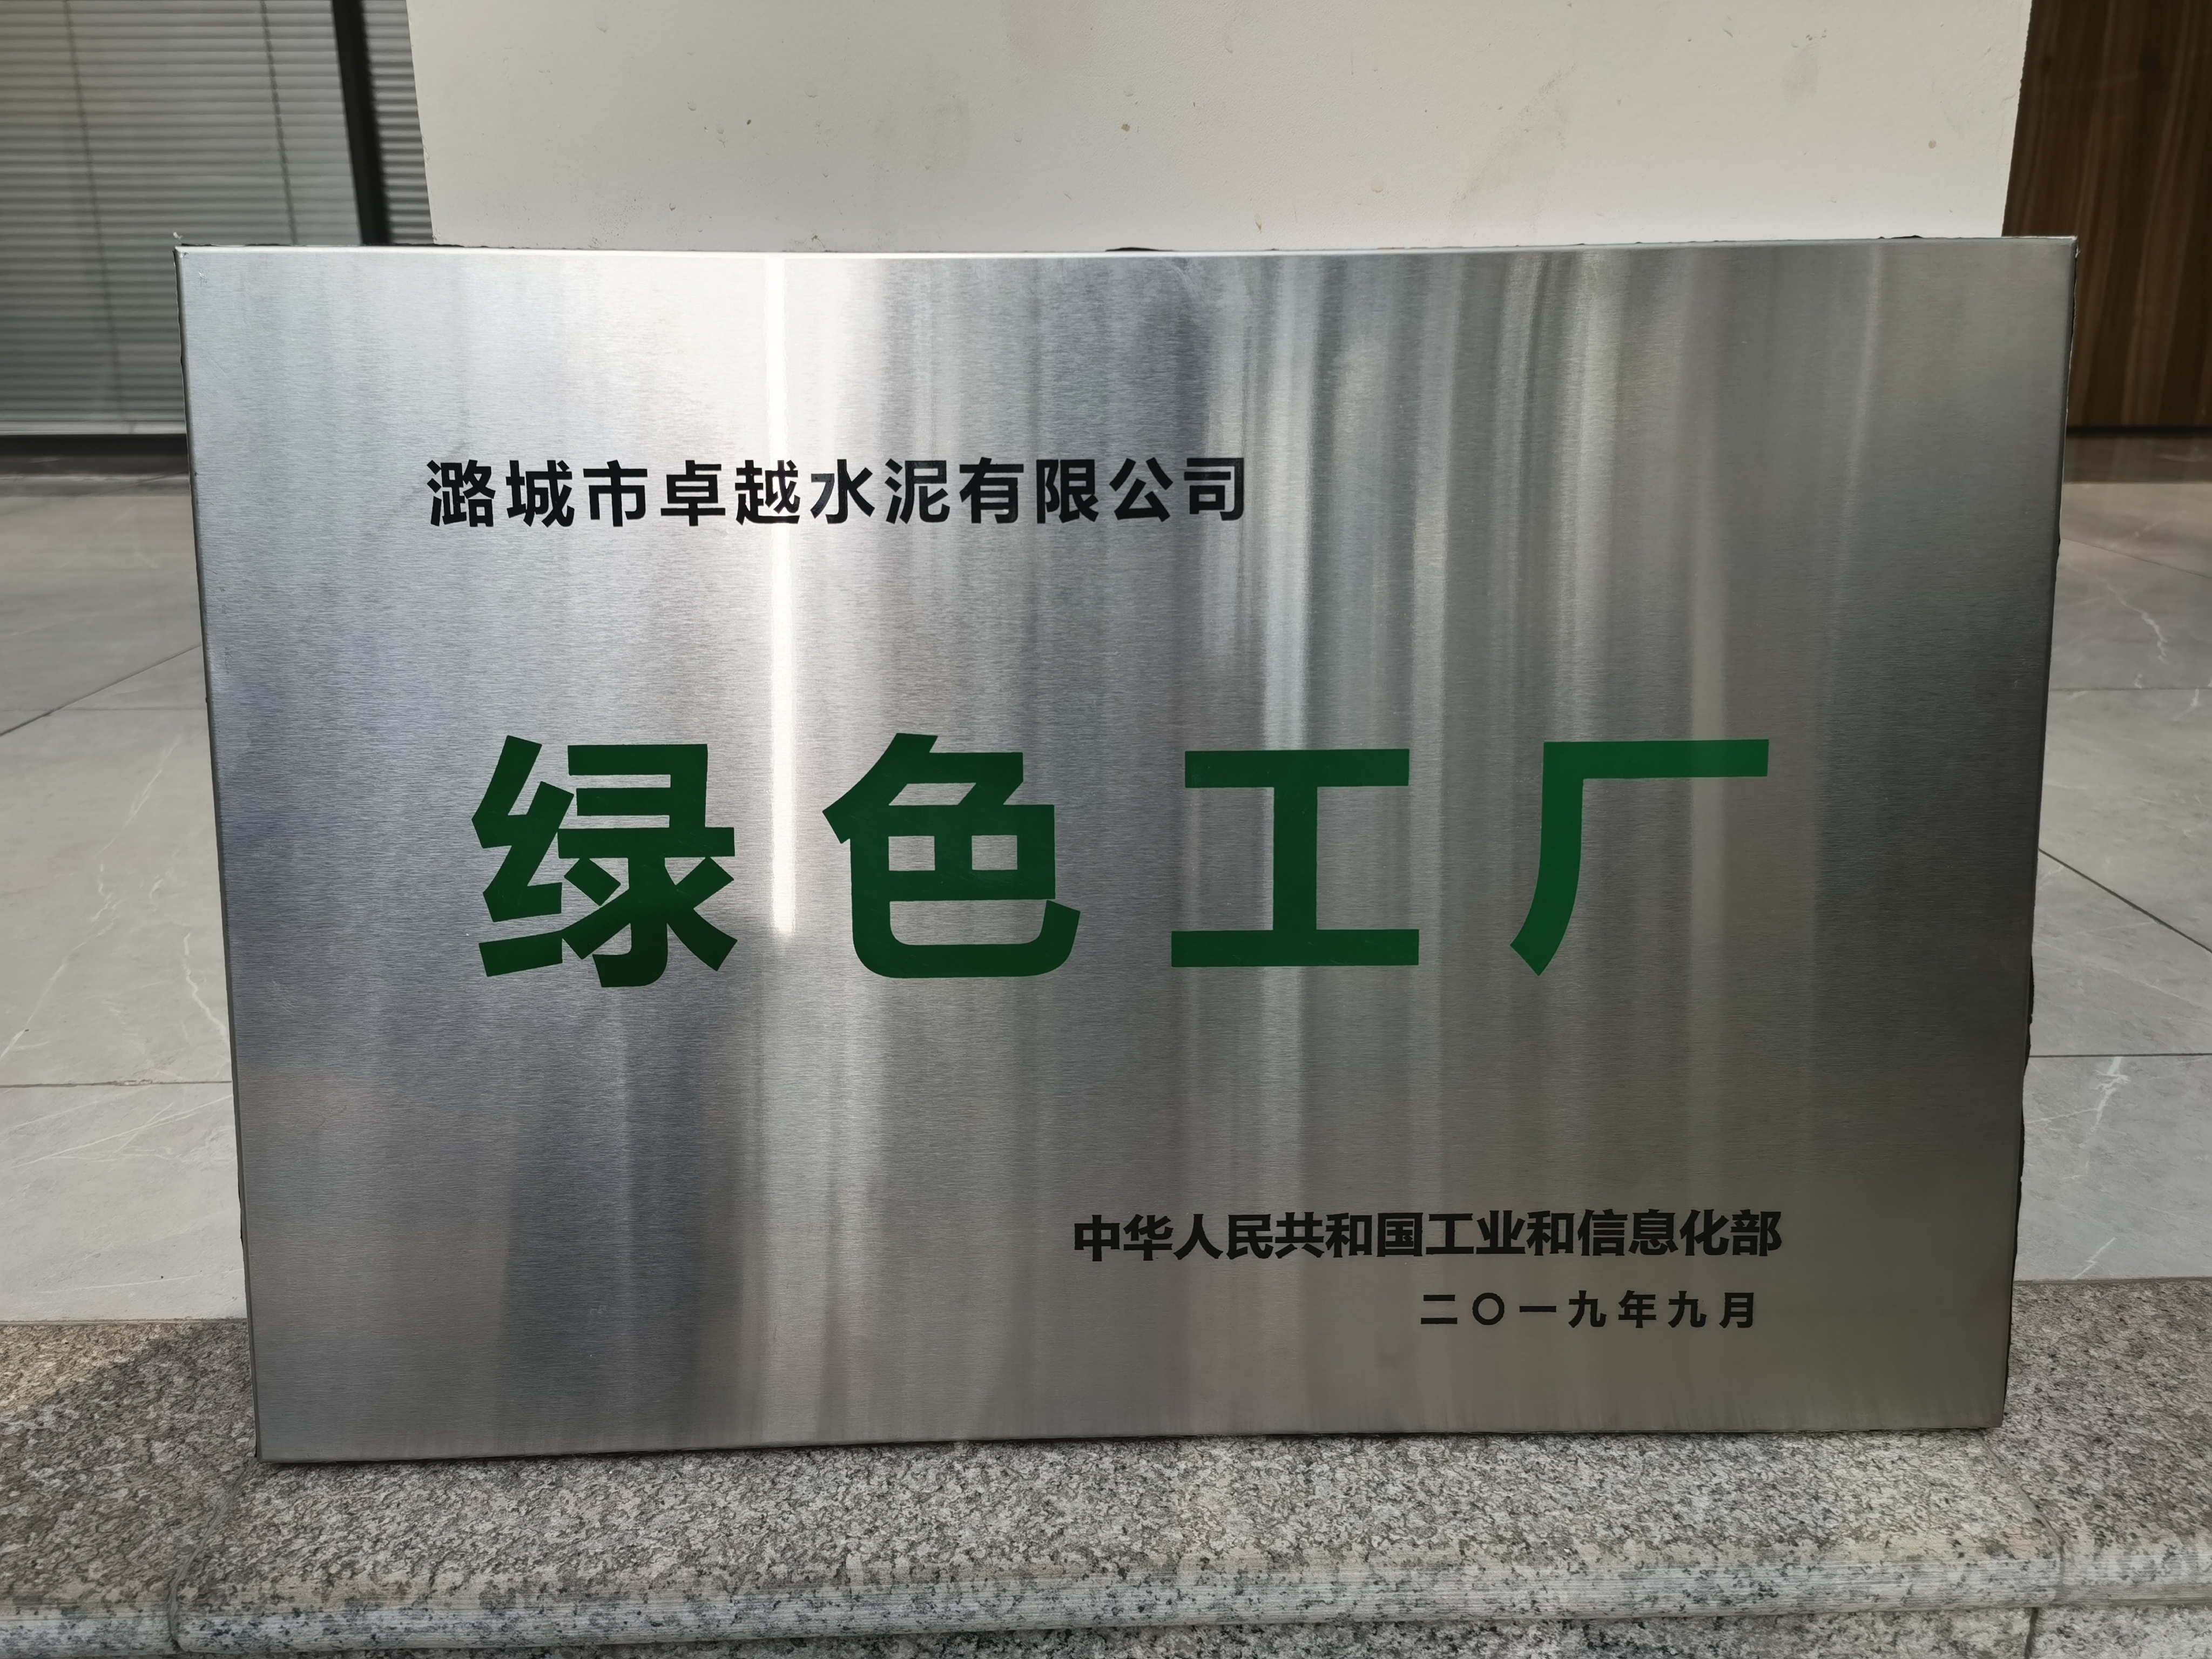 潞城市卓越水泥有限公司
绿色工厂
中华人民共和国工业和信息化部
二〇一九年九月